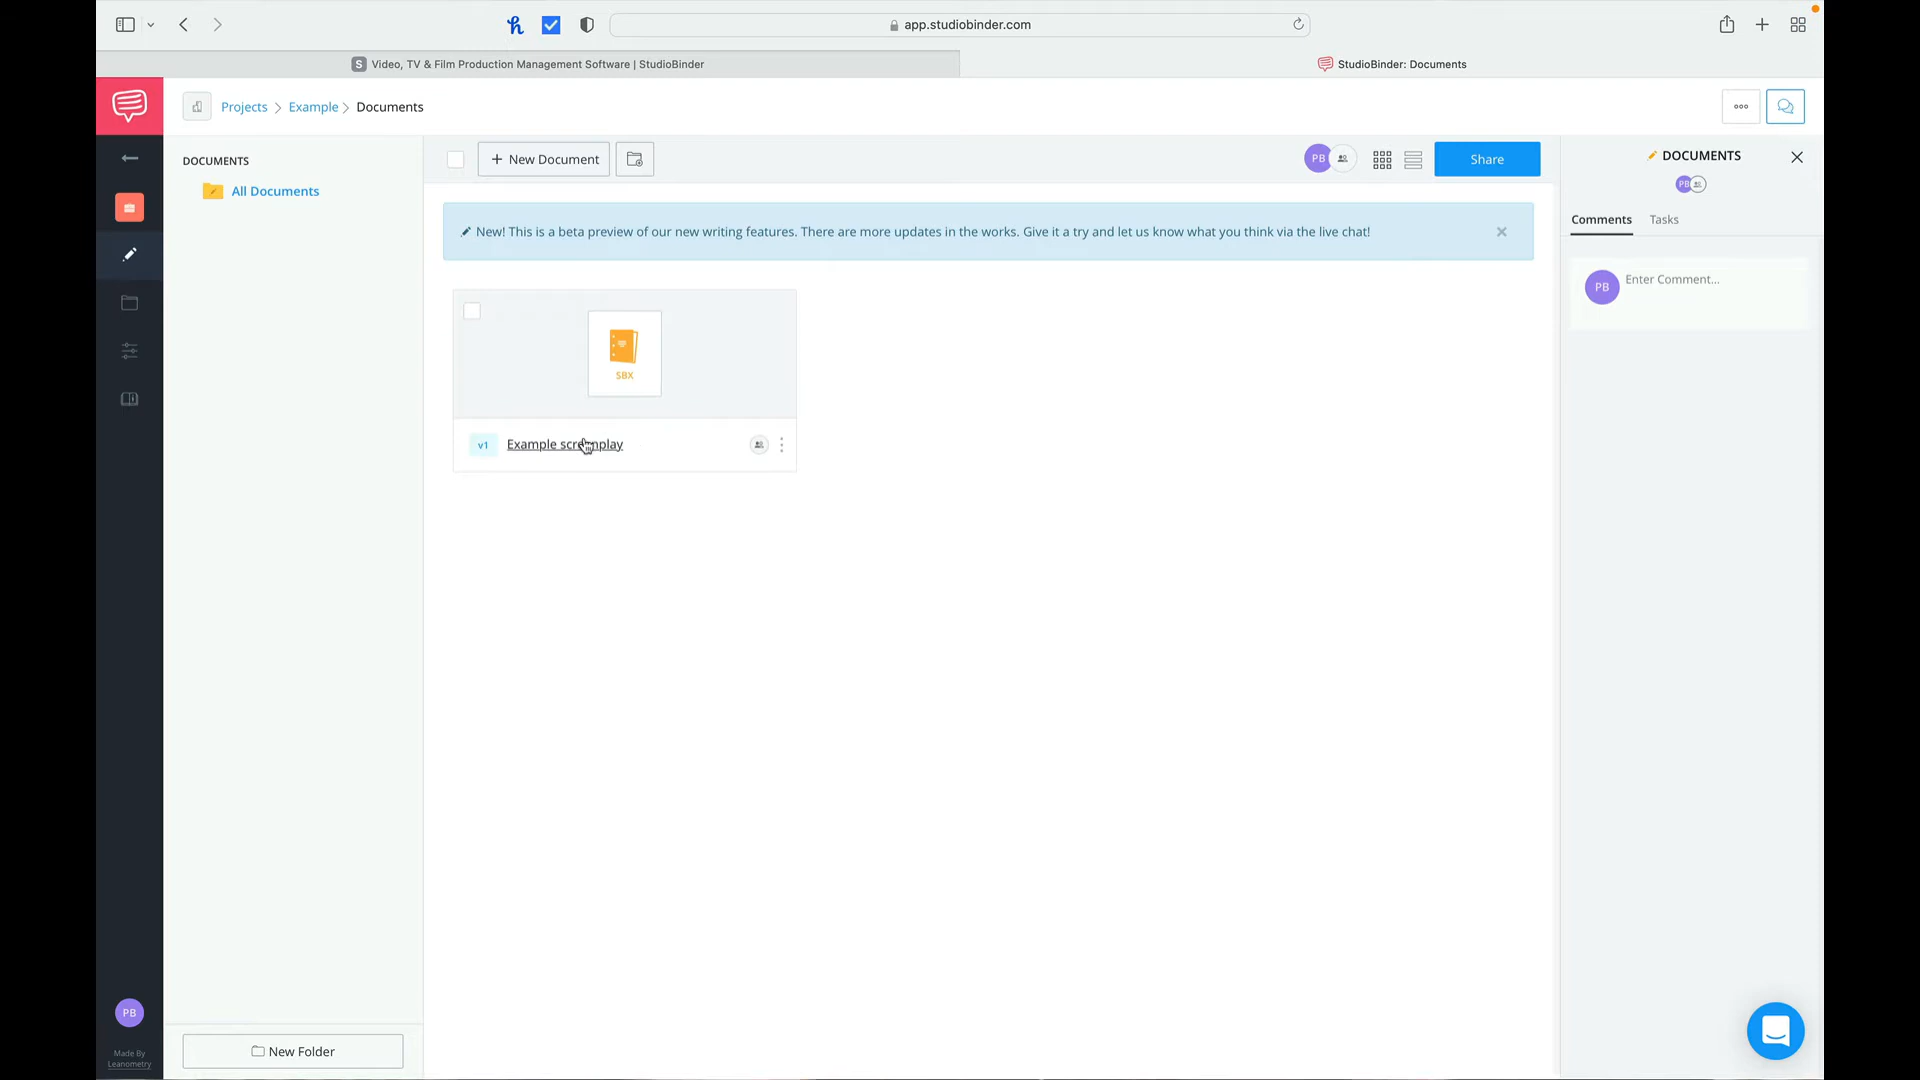 app.studiobinder.com
S Video, TV & Film Production Management Software | StudioBinder
StudioBinder: Documents
Projects > Example > Documents
DOCUMENTS
All Documents
+ New Document
PB
Share
New! This is a beta preview of our new writing features. There are more updates in the works. Give it a try and let us know what you think via the live chat!
SBX
v1 Example screenplay
DOCUMENTS
PB
Comments Tasks
PB Enter Comment...
PB
Made By
Leanometry
New Folder